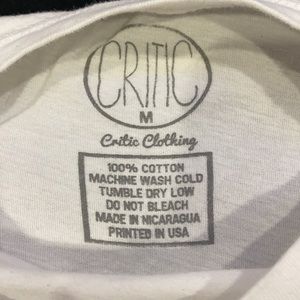 CRITIC
M
Critic Clothing
100% COTTON
MACHINE WASH COLD
TUMBLE DRY LOW
DO NOT BLEACH
MADE IN NICARAGUA
PRINTED IN USA